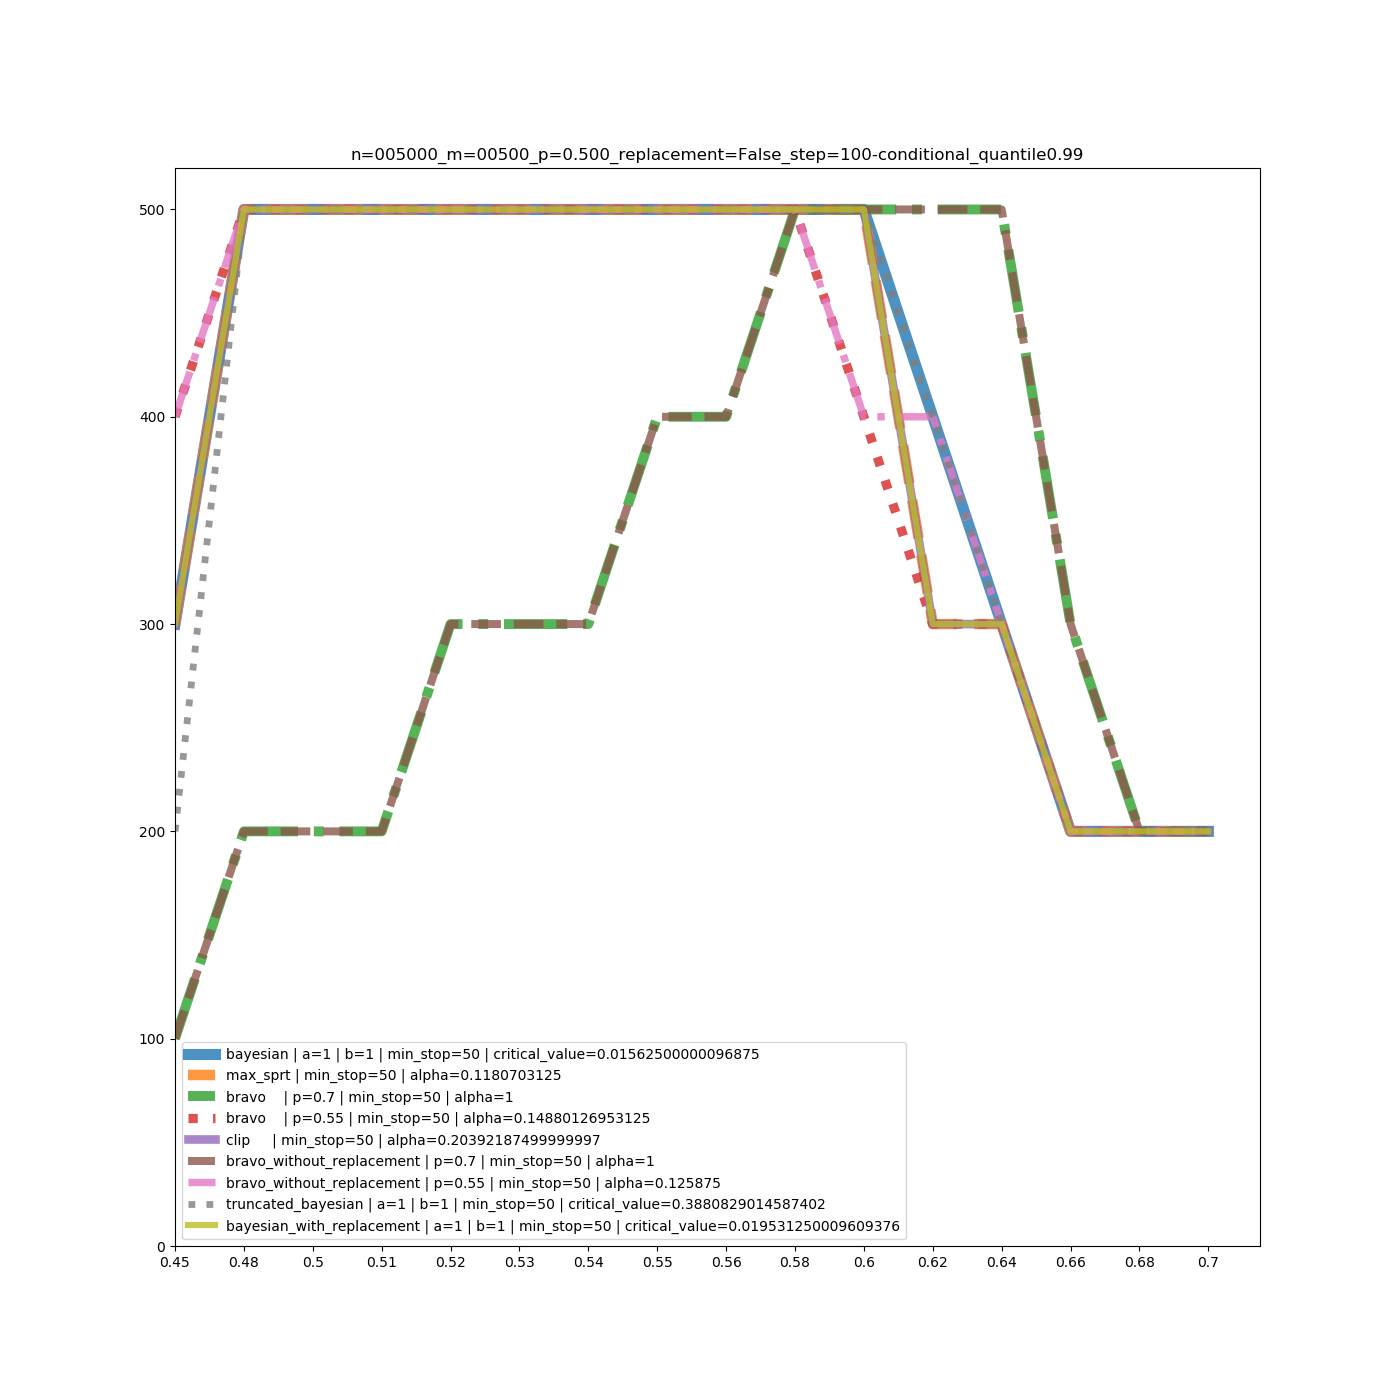 n=005000_m=00500_p=0.500_replacement=False_step=100-conditional_quantile0.99
500
400
300
200
100
0
bayesian | a=1 | b=1 | min_stop=50 | critical_value=0.01562500000096875
max_sprt | min_stop=50 | alpha=0.1180703125
bravo | p=0.7 | min_stop=50 | alpha=1
bravo | p=0.55 | min_stop=50 | alpha=0.14880126953125
clip | min_stop=50 | alpha=0.20392187499999997
bravo_without_replacement | p=0.7 | min_stop=50 | alpha=1
bravo_without_replacement | p=0.55 | min_stop=50 | alpha=0.125875
truncated_bayesian | a=1 | b=1 | min_stop=50 | critical_value=0.3880829014587402
bayesian_with_replacement | a=1 | b=1 | min_stop=50 | critical_value=0.019531250009609376
0.45 0.48 0.5 0.51 0.52 0.53 0.54 0.55 0.56 0.58 0.6 0.62 0.64 0.66 0.68 0.7